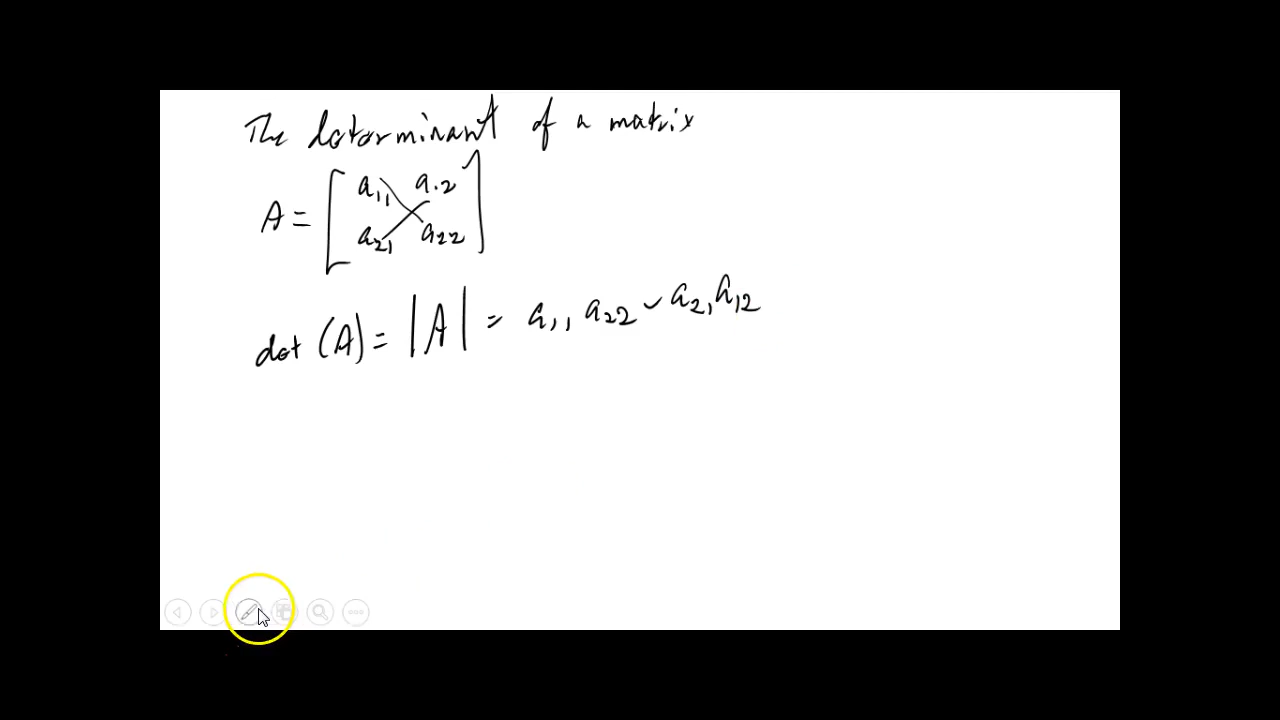 The determinant of a matrix
A = [ a11 a12
a21 a22 ]
det (A) = |A| = a11 a22 - a21 a12